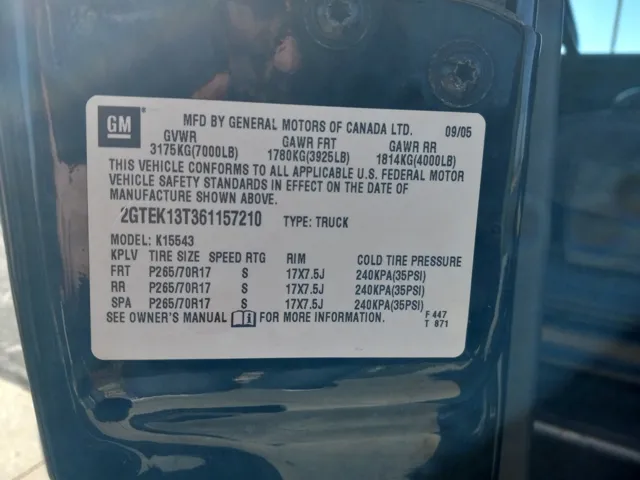 GM
MFD BY GENERAL MOTORS OF CANADA LTD. 09/05
GVWR GAWR FRT GAWR RR
3175KG(7000LB) 1780KG(3925LB) 1814KG(4000LB)
THIS VEHICLE CONFORMS TO ALL APPLICABLE U.S. FEDERAL MOTOR
VEHICLE SAFETY STANDARDS IN EFFECT ON THE DATE OF
MANUFACTURE SHOWN ABOVE.
2GTEK13T361157210 TYPE: TRUCK
MODEL: K15543
KPLV TIRE SIZE SPEED RTG RIM COLD TIRE PRESSURE
FRT P265/70R17 S 17X7.5J 240KPA(35PSI)
RR P265/70R17 S 17X7.5J 240KPA(35PSI)
SPA P265/70R17 S 17X7.5J 240KPA(35PSI)
SEE OWNER'S MANUAL FOR MORE INFORMATION. F 447
T 871